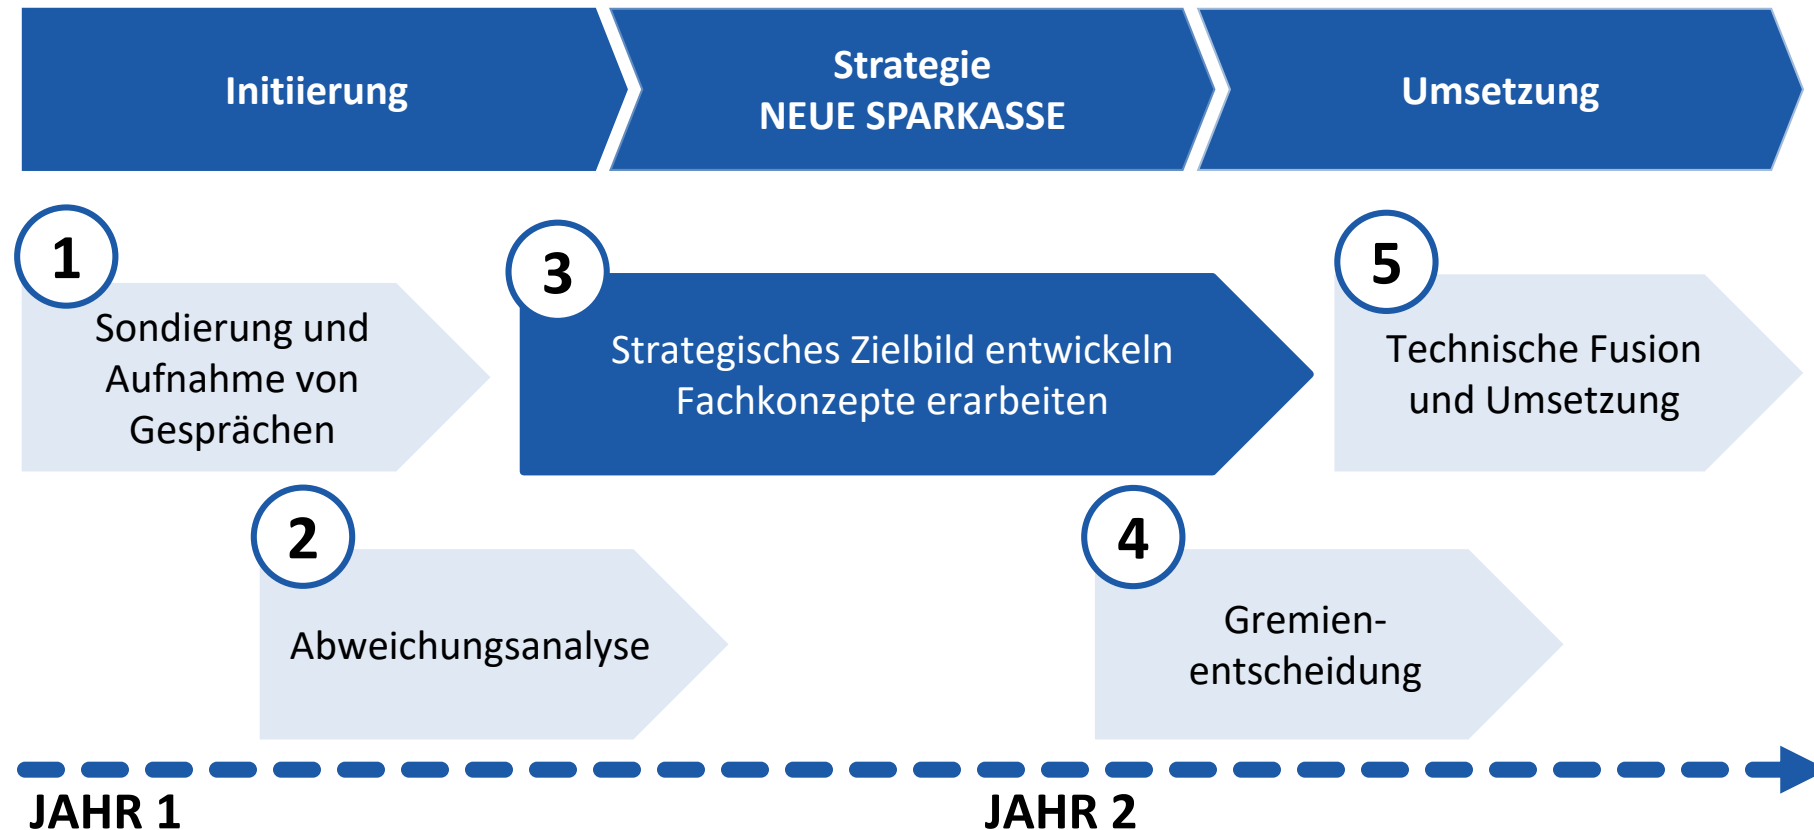 Initiierung
Strategie
NEUE SPARKASSE
Umsetzung
1
Sondierung und
Aufnahme von
Gesprächen
3
Strategisches Zielbild entwickeln
Fachkonzepte erarbeiten
5
Technische Fusion
und Umsetzung
2
Abweichungsanalyse
4
Gremien-
entscheidung
JAHR 1
JAHR 2